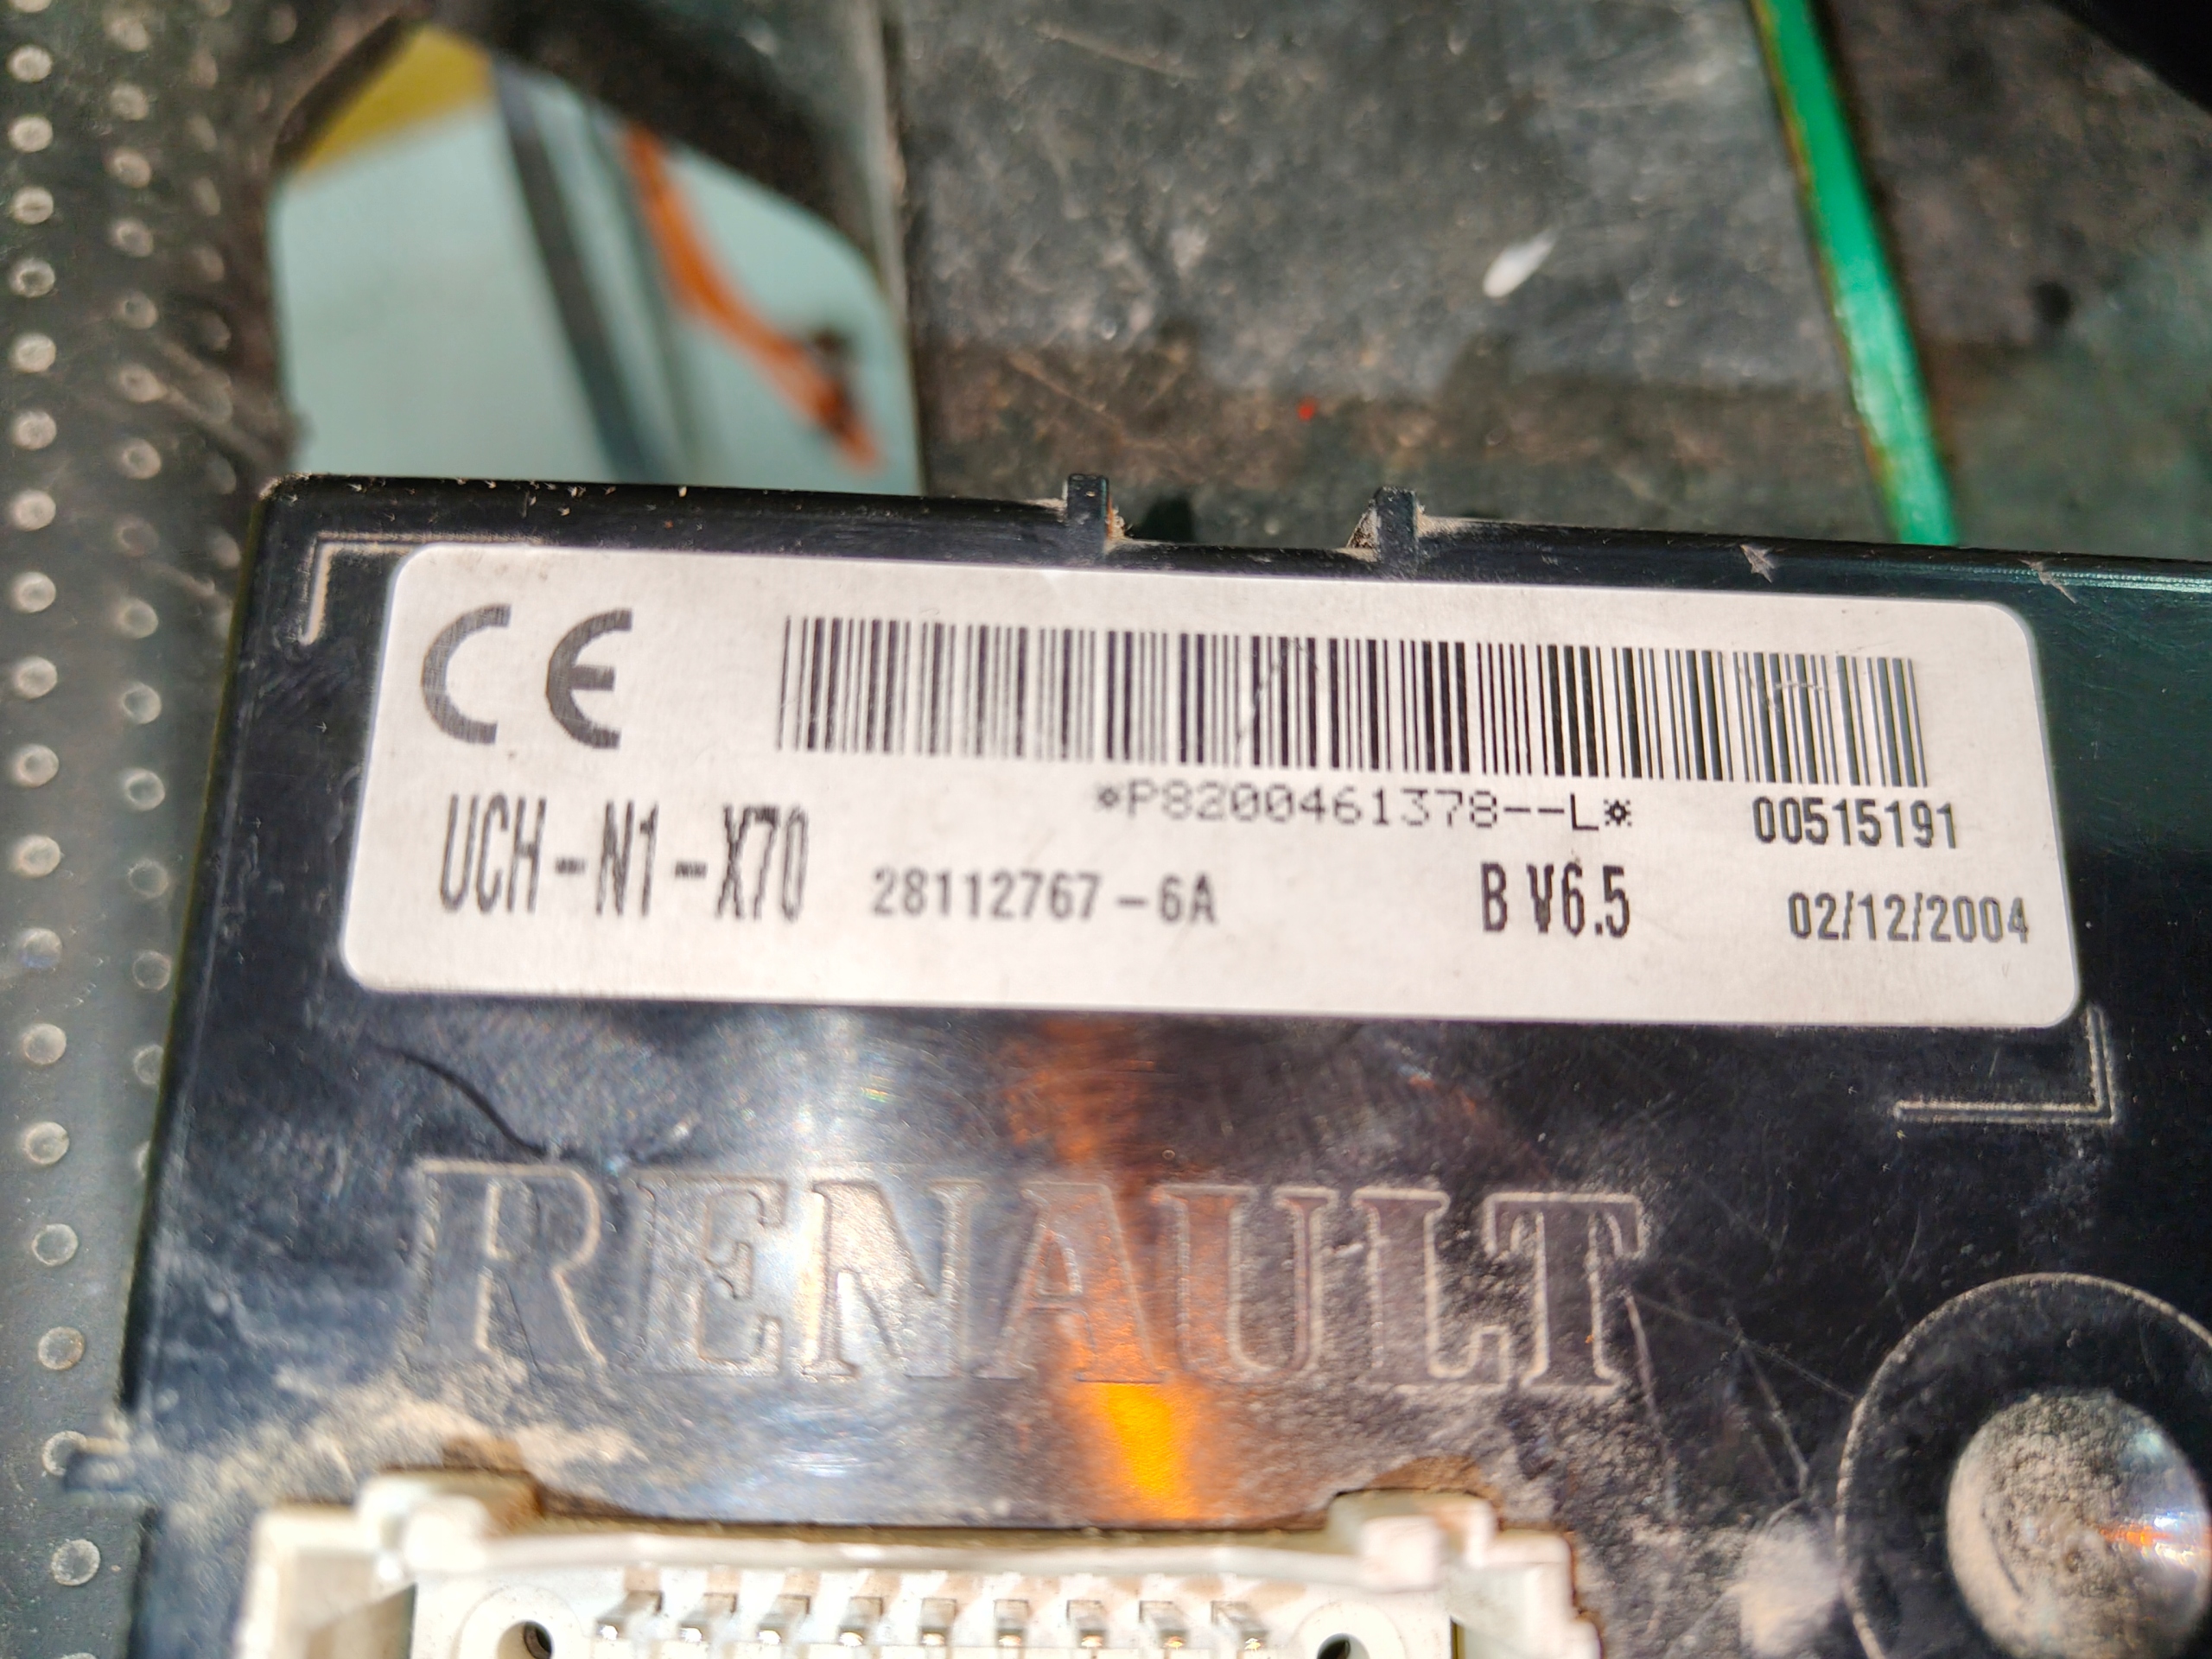 CE
*P8200461378--L* 00515191
UCH-N1-X70 28112767-6A B V6.5 02/12/2004
RENAULT